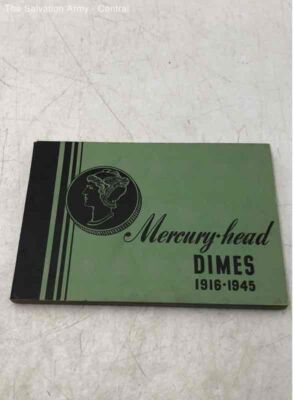 The Salvation Army - Central
Mercury-head
DIMES
1916-1945